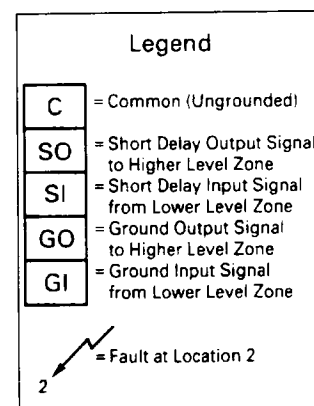 Legend
C = Common (Ungrounded)
SO = Short Delay Output Signal
to Higher Level Zone
SI = Short Delay Input Signal
from Lower Level Zone
GO = Ground Output Signal
to Higher Level Zone
GI = Ground Input Signal
from Lower Level Zone
= Fault at Location 2
2